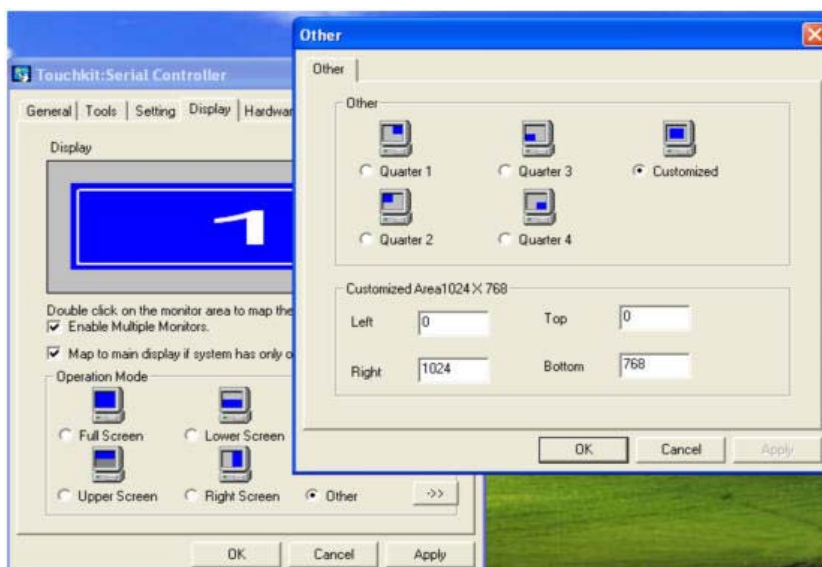 Other
Touchkit:Serial Controller
General
Tools
Setting
Display
Hardwar
Display
1
Double click on the monitor area to map the
Enable Multiple Monitors.
Map to main display if system has only o
Operation Mode
Full Screen
Lower Screen
Upper Screen
Right Screen
Other
->>
OK
Cancel
Apply
Other
Other
Quarter 1
Quarter 3
Customized
Quarter 2
Quarter 4
Customized Area1024 X 768
Left
0
Top
0
Right
1024
Bottom
768
OK
Cancel
Apply